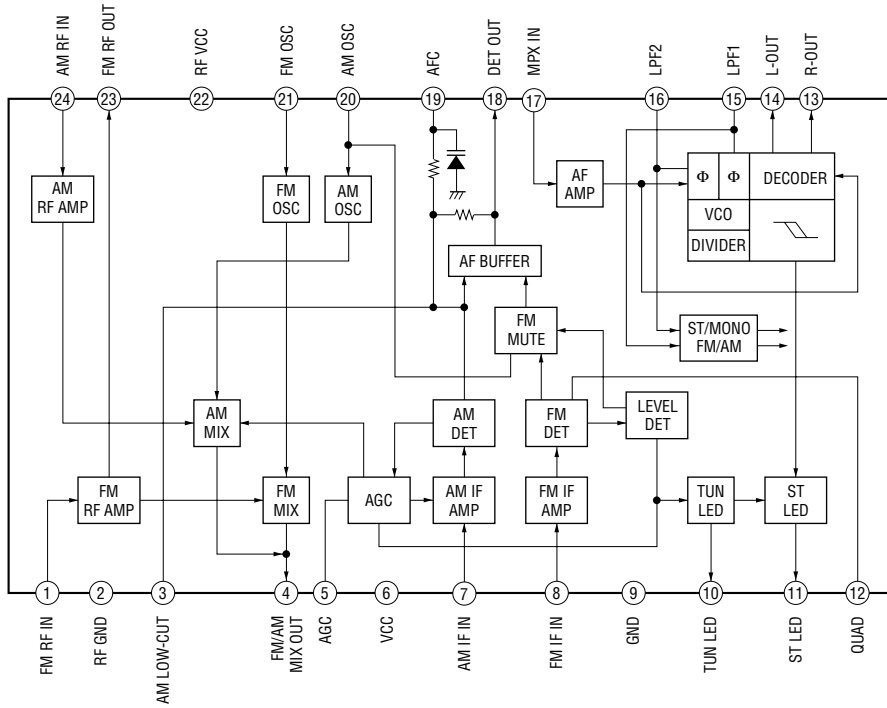 AM RF IN
FM RF OUT
RF VCC
FM OSC
AM OSC
AFC
DET OUT
MPX IN
LPF2
LPF1
L-OUT
R-OUT
24
23
22
21
20
19
18
17
16
15
14
13
AM
RF AMP
FM
OSC
AM
OSC
AF
AMP
Φ
Φ
DECODER
VCO
DIVIDER
AF BUFFER
FM
MUTE
ST/MONO
FM/AM
AM
MIX
AM
DET
FM
DET
LEVEL
DET
FM
RF AMP
FM
MIX
AGC
AM IF
AMP
FM IF
AMP
TUN
LED
ST
LED
1
2
3
4
5
6
7
8
9
10
11
12
FM RF IN
RF GND
AM LOW-CUT
FM/AM
MIX OUT
AGC
VCC
AM IF IN
FM IF IN
GND
TUN LED
ST LED
QUAD